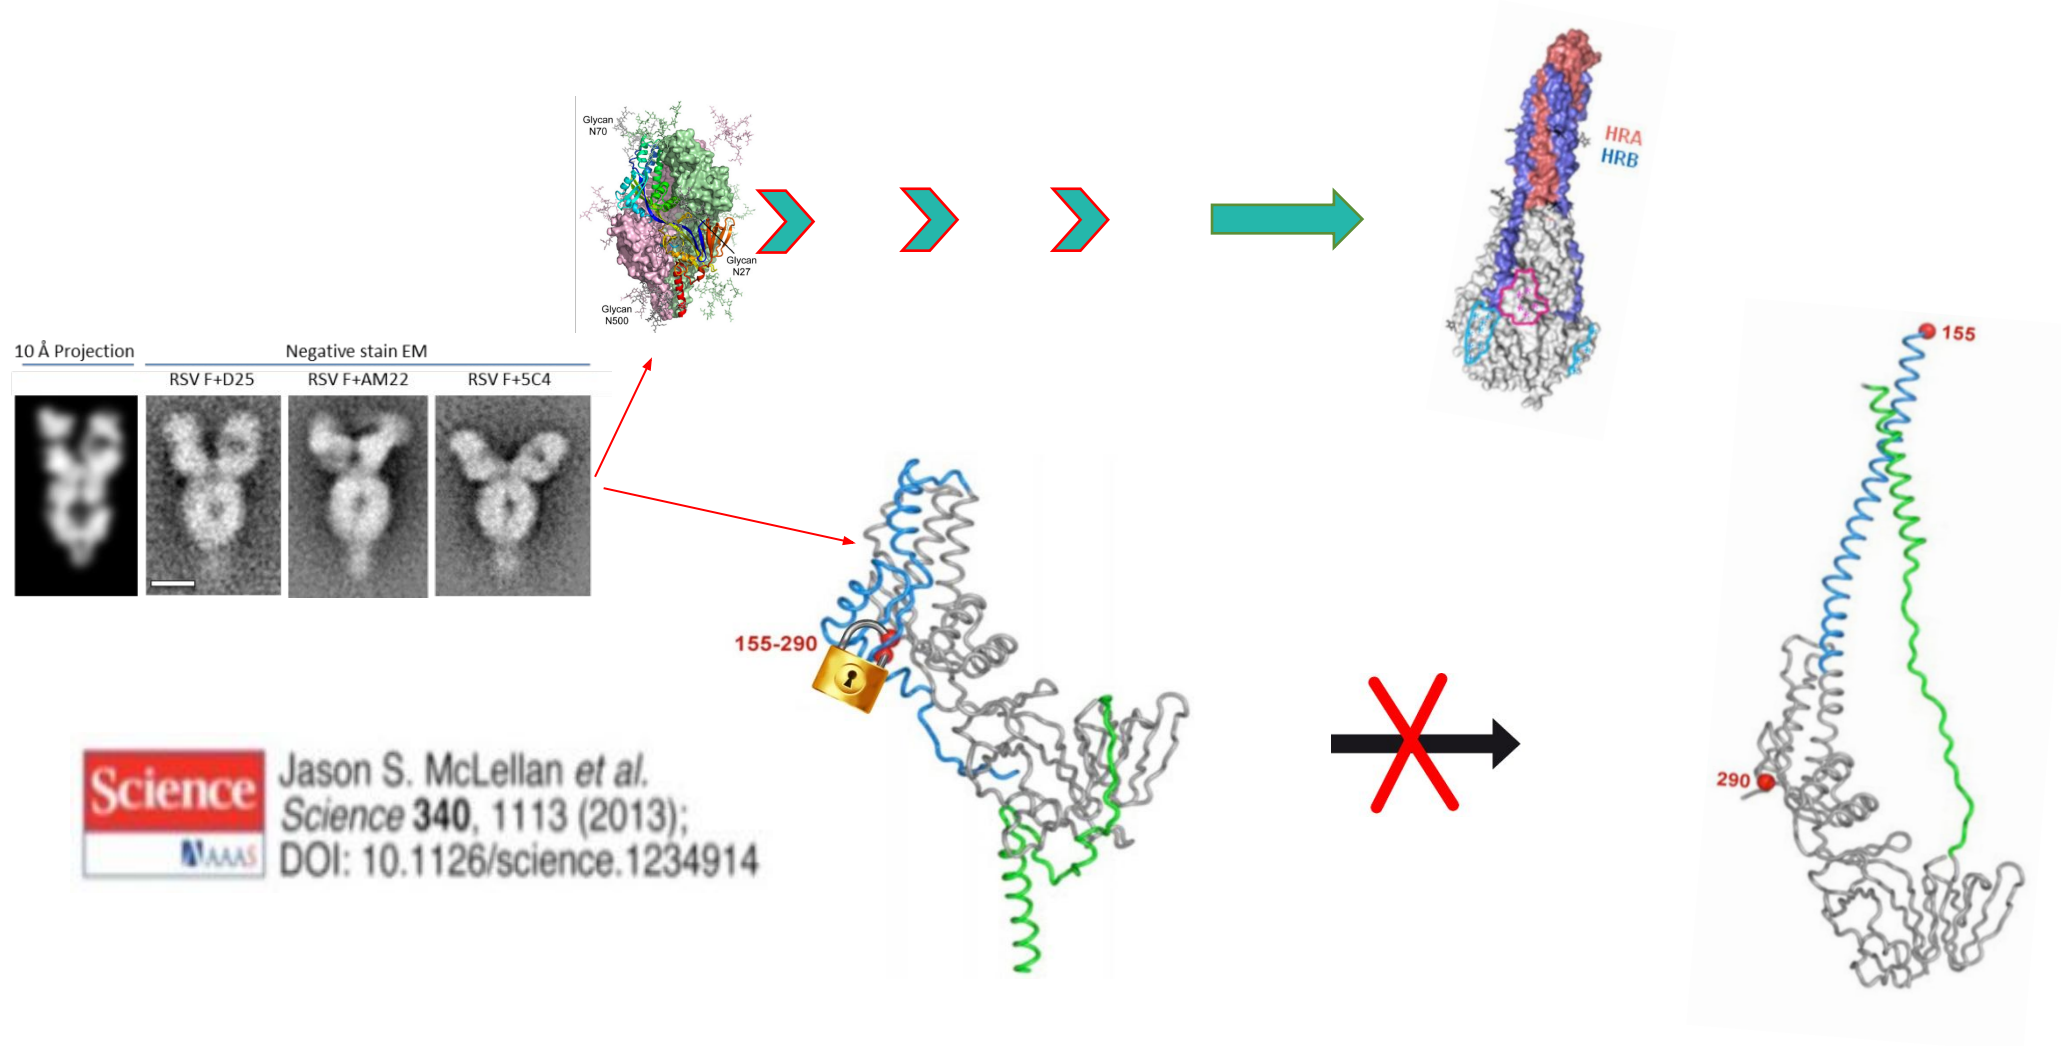 Glycan
N70
Glycan
N27
Glycan
N500
HRA
HRB
10 Å Projection
Negative stain EM
RSV F+D25
RSV F+AM22
RSV F+5C4
155
155-290
290
Science
AAAS
Jason S. McLellan et al.
Science 340, 1113 (2013);
DOI: 10.1126/science.1234914